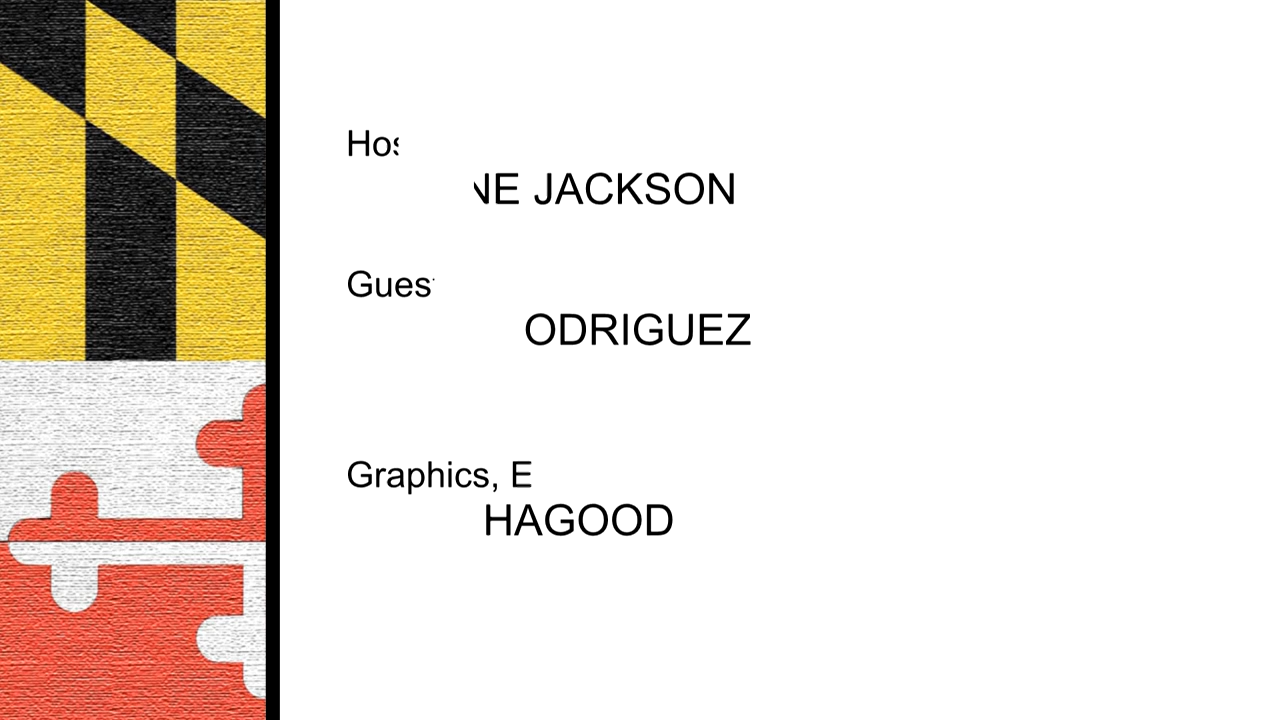 Hos
NE JACKSON
Gues
ODRIGUEZ
Graphics, E
HAGOOD